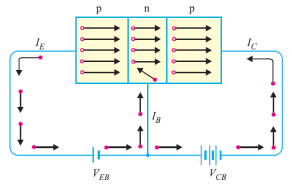 p n p
I_E I_C
I_B
V_EB V_CB